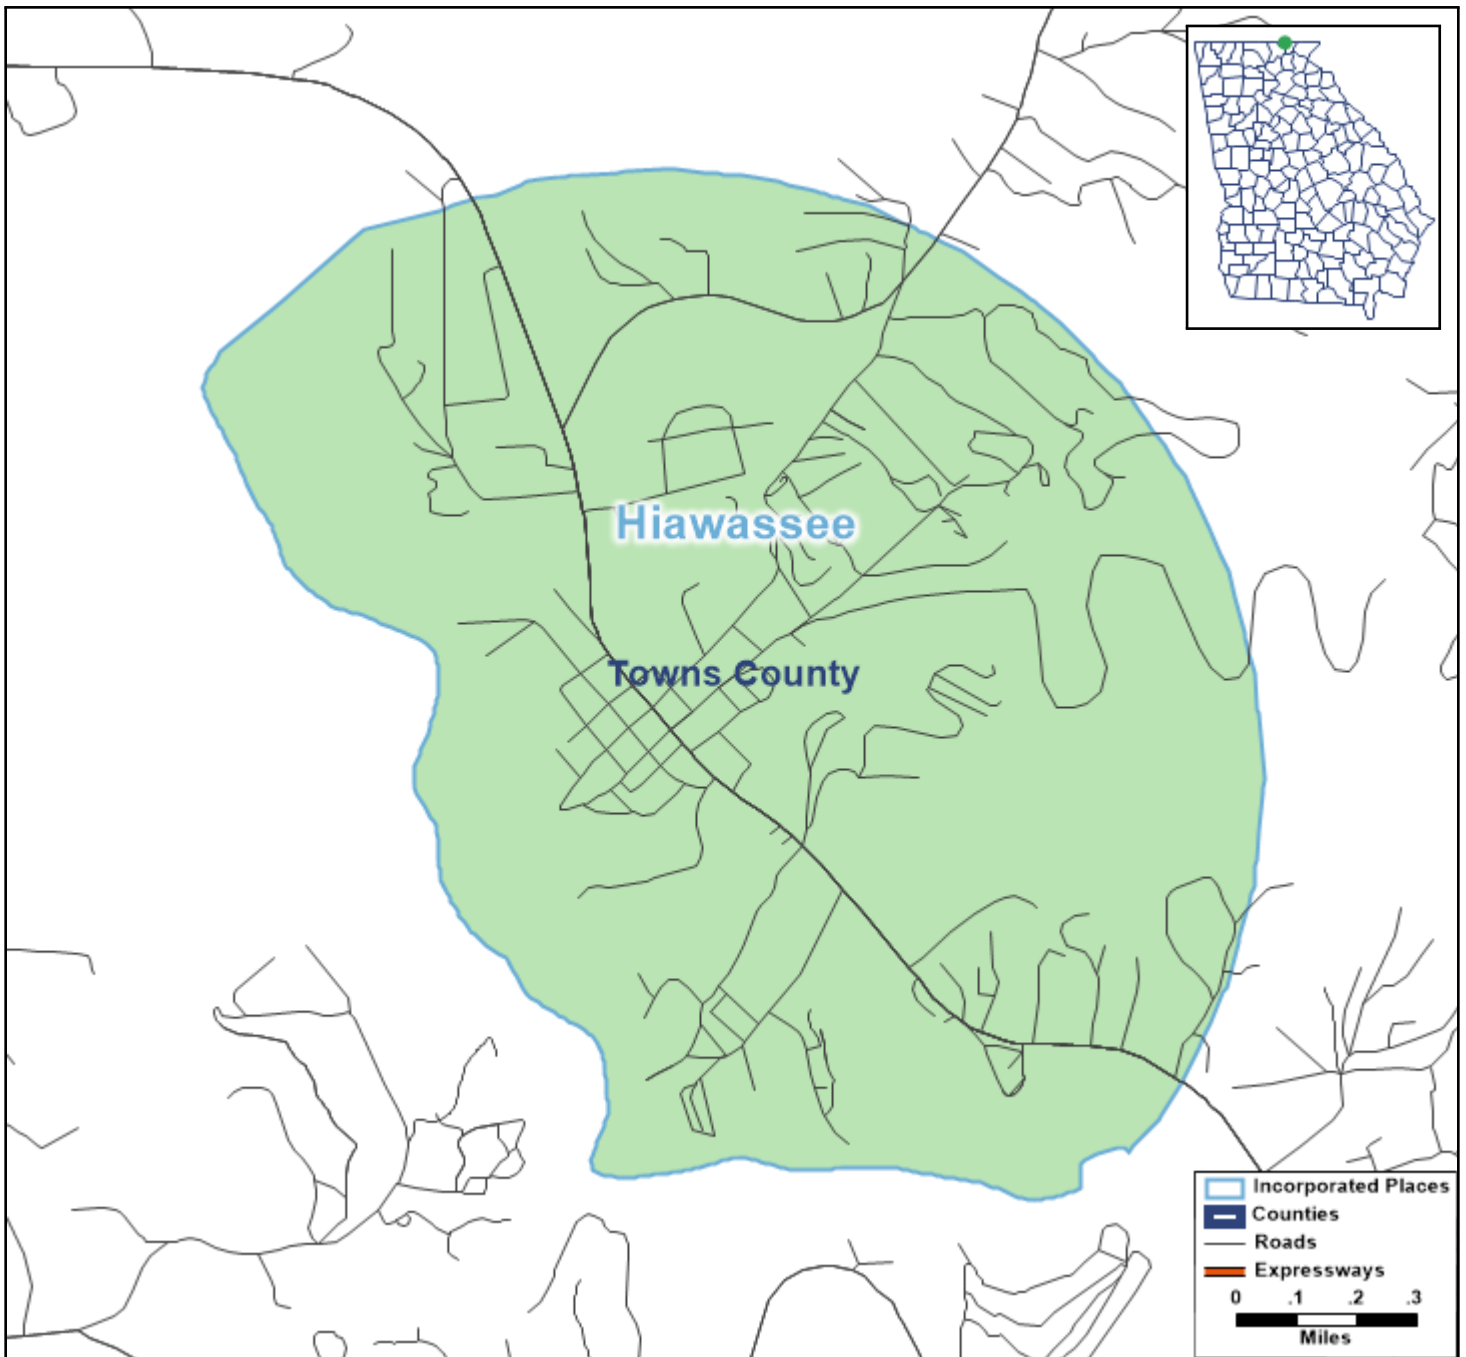 Hiawassee
Towns County
Incorporated Places
Counties
Roads
Expressways
0 .1 .2 .3
Miles